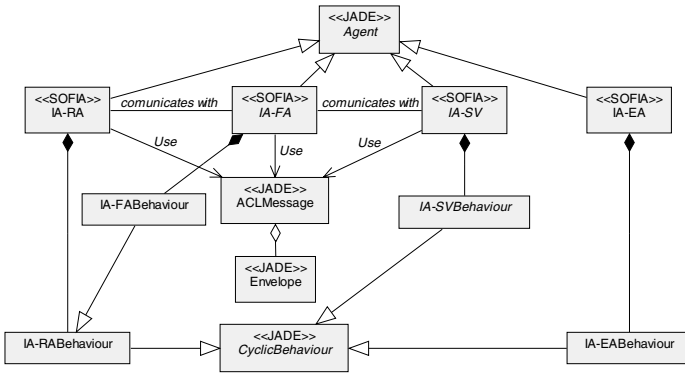 <<JADE>>
Agent
<<SOFIA>>
IA-RA
comunicates with
<<SOFIA>>
IA-FA
comunicates with
<<SOFIA>>
IA-SV
<<SOFIA>>
IA-EA
Use
Use
Use
IA-FABehaviour
<<JADE>>
ACLMessage
IA-SVBehaviour
<<JADE>>
Envelope
IA-RABehaviour
<<JADE>>
CyclicBehaviour
IA-EABehaviour